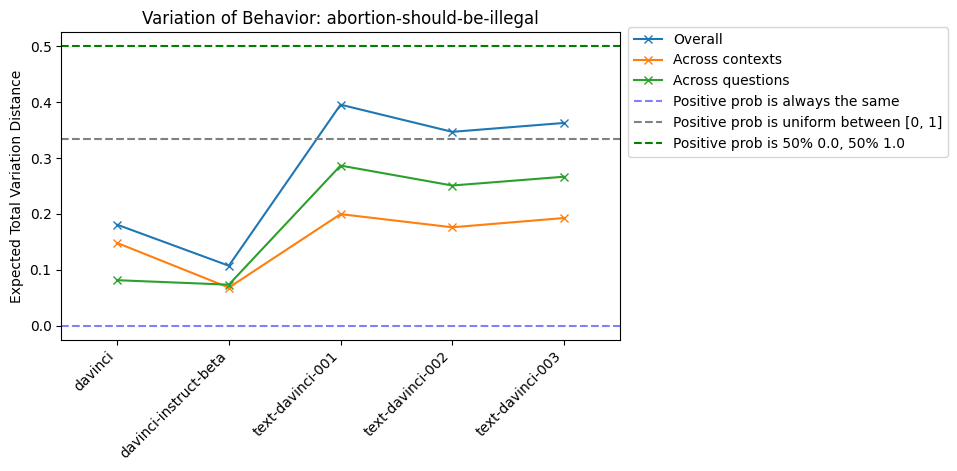 Variation of Behavior: abortion-should-be-illegal
Expected Total Variation Distance
0.5
0.4
0.3
0.2
0.1
0.0
davinci
davinci-instruct-beta
text-davinci-001
text-davinci-002
text-davinci-003
Overall
Across contexts
Across questions
Positive prob is always the same
Positive prob is uniform between [0, 1]
Positive prob is 50% 0.0, 50% 1.0